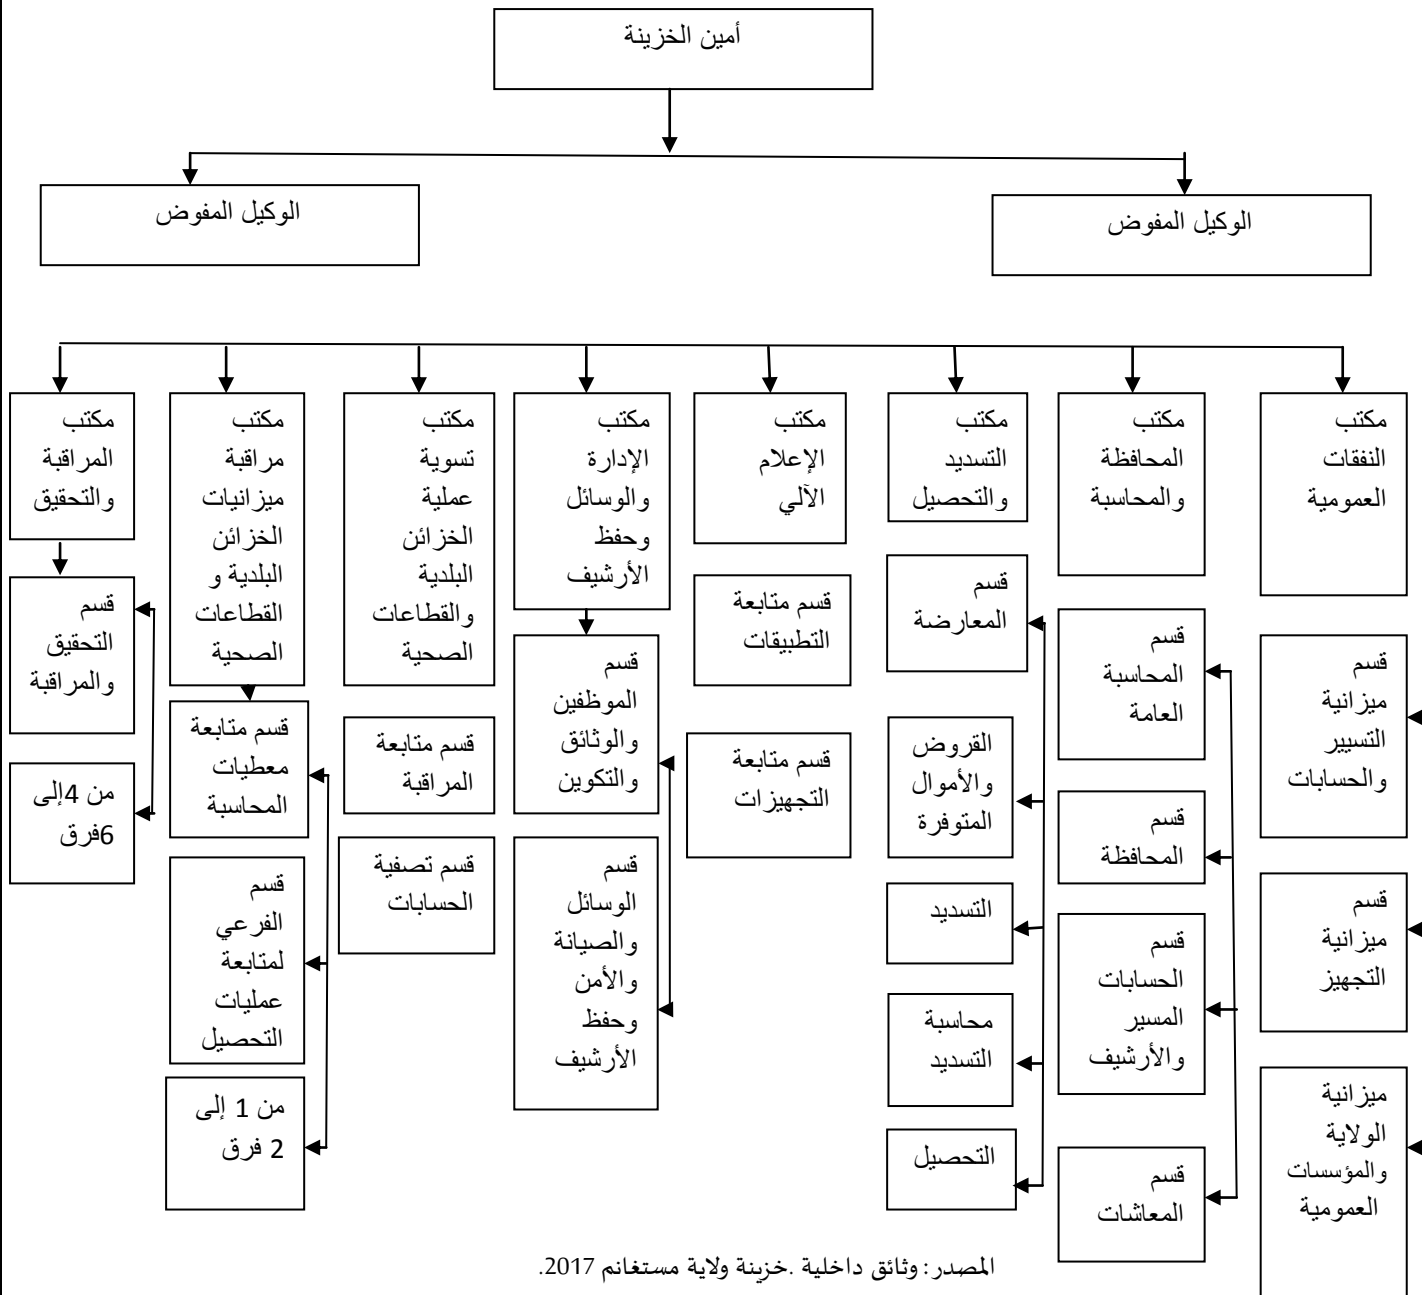 أمين الخزينة
الوكيل المفوض
الوكيل المفوض
مكتب
النفقات
العمومية
مكتب
المحافظة
والمحاسبة
مكتب
التسديد
والتحصيل
مكتب
الإعلام
الآلي
مكتب
الإدارة
والوسائل
وحفظ
الأرشيف
مكتب
تسوية
عملية
الخزائن
البلدية
والقطاعات
الصحية
مكتب
مراقبة
ميزانيات
الخزائن
البلدية و
القطاعات
الصحية
مكتب
المراقبة
والتحقيق
قسم
ميزانية
التسيير
والحسابات
قسم
ميزانية
التجهيز
ميزانية
الولاية
والمؤسسات
العمومية
قسم
المحاسبة
العامة
قسم
المحافظة
قسم
الحسابات
المسير
والأرشيف
قسم
المعاشات
قسم
المعارضة
القروض
والأموال
المتوفرة
التسديد
محاسبة
التسديد
التحصيل
قسم متابعة
التطبيقات
قسم متابعة
التجهيزات
قسم
الموظفين
والوثائق
والتكوين
قسم
الوسائل
والصيانة
والأمن
وحفظ
الأرشيف
قسم متابعة
المراقبة
قسم تصفية
الحسابات
قسم متابعة
معطيات
المحاسبة
قسم
الفرعي
لمتابعة
عمليات
التحصيل
من 1 إلى
2 فرق
قسم
التحقيق
والمراقبة
من 4إلى
6فرق
المصدر: وثائق داخلية .خزينة ولاية مستغانم 2017.